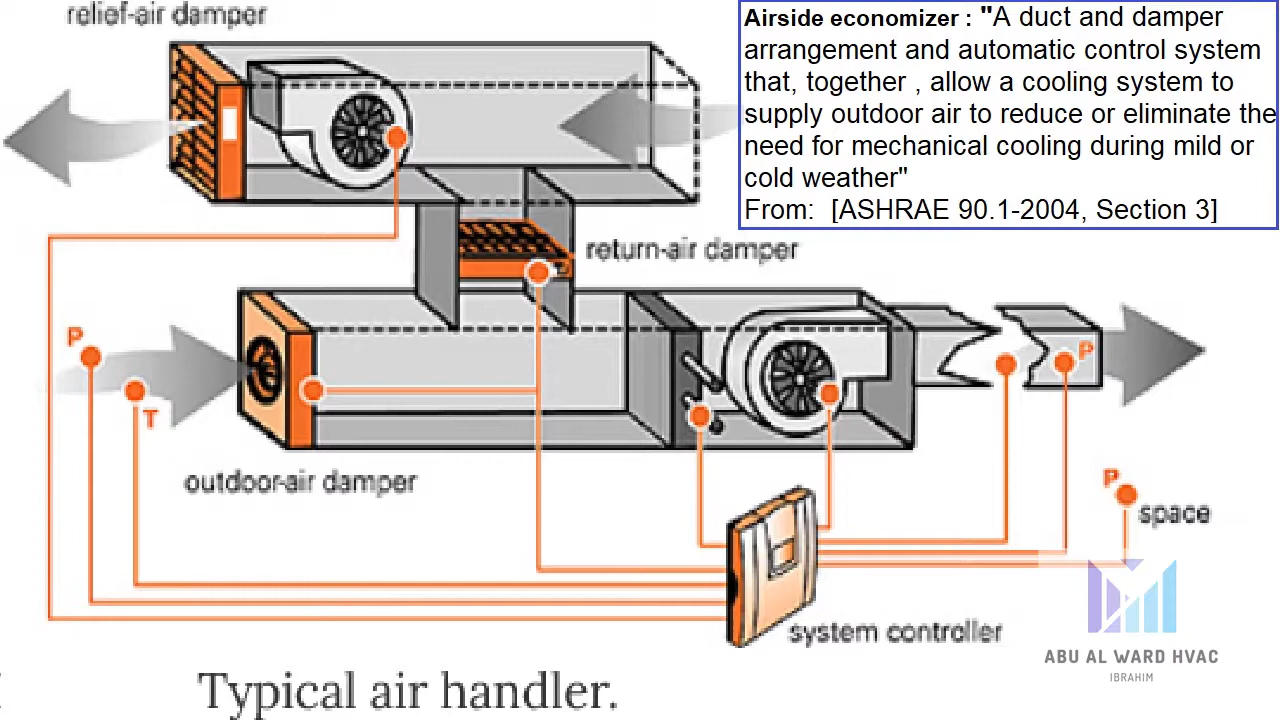 relief-air damper
Airside economizer : "A duct and damper
arrangement and automatic control system
that, together , allow a cooling system to
supply outdoor air to reduce or eliminate the
need for mechanical cooling during mild or
cold weather"
From: [ASHRAE 90.1-2004, Section 3]
return-air damper
P
P
T
outdoor-air damper
P
space
system controller
ABU AL WARD HVAC
IBRAHIM
Typical air handler.